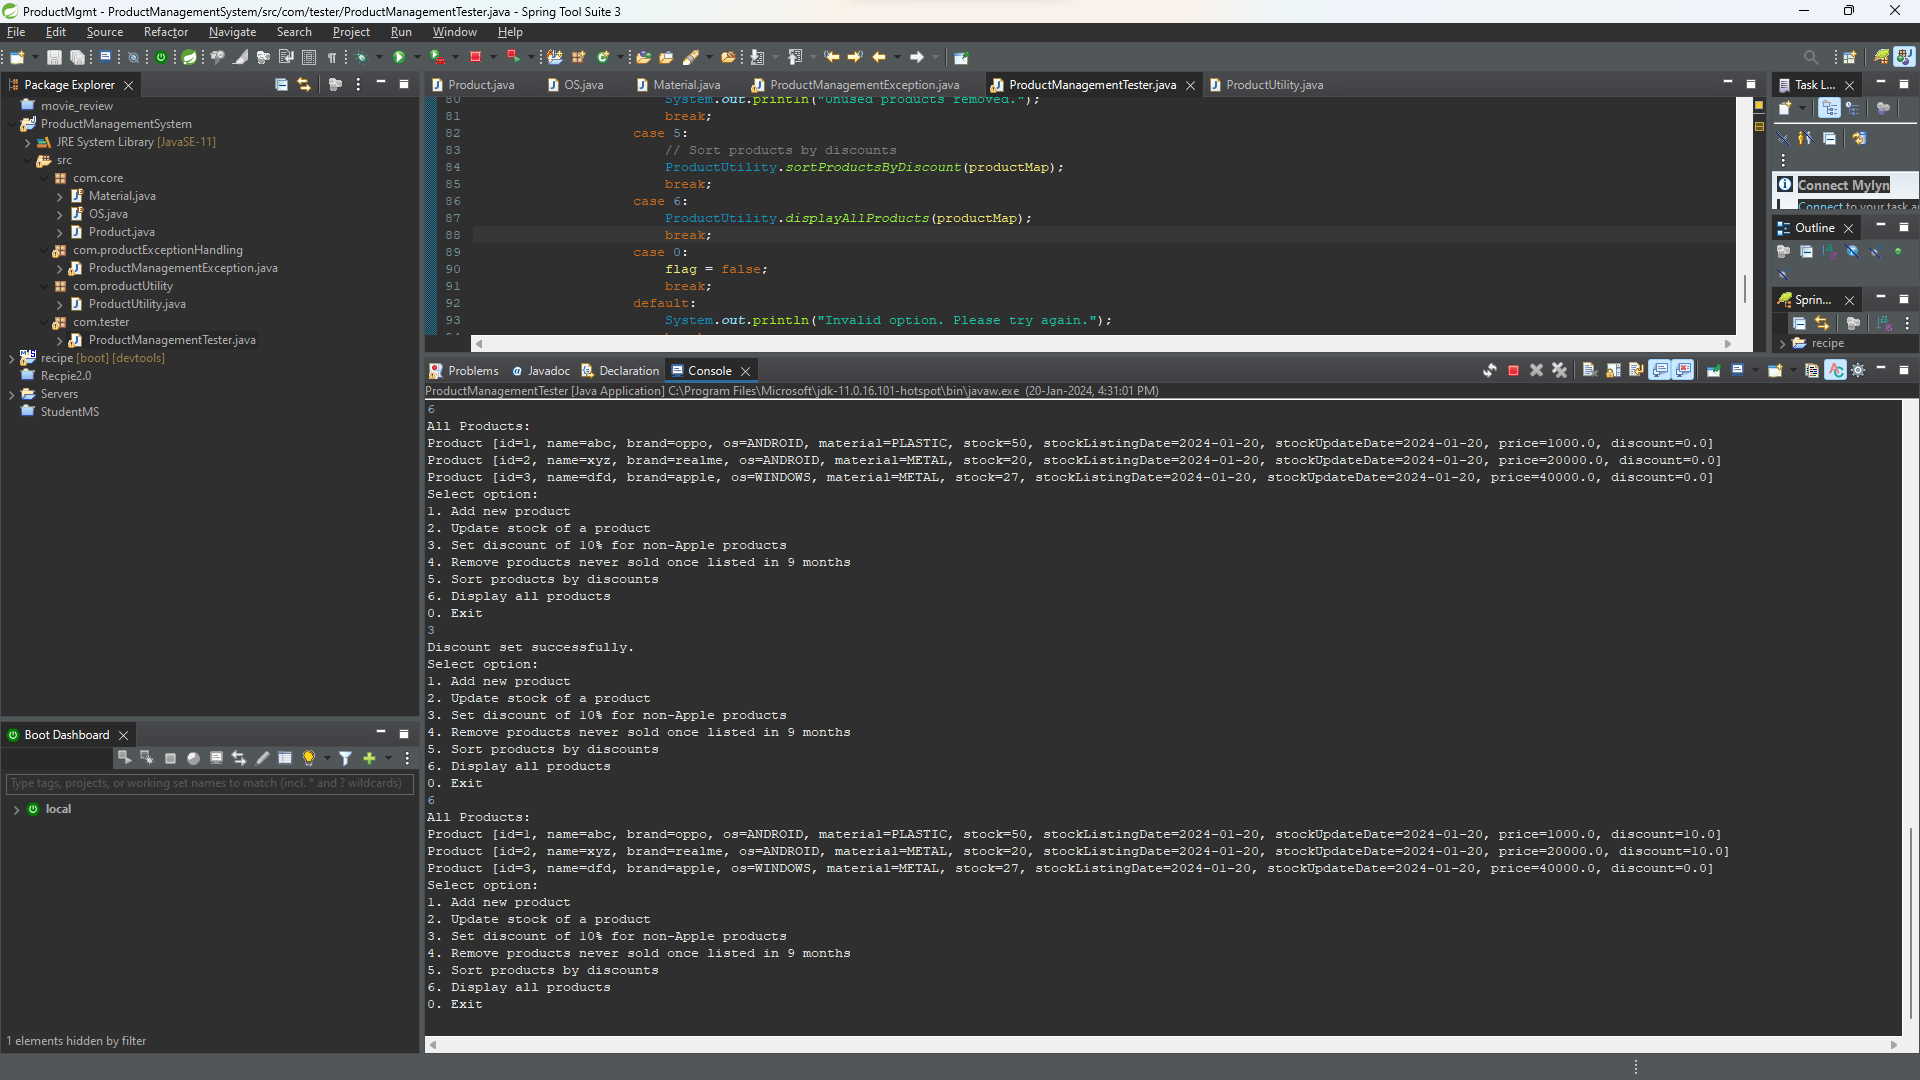 ProductMgmt - ProductManagementSystem/src/com/tester/ProductManagementTester.java - Spring Tool Suite 3
File Edit Source Refactor Navigate Search Project Run Window Help
Package Explorer
movie_review
ProductManagementSystem
JRE System Library [JavaSE-11]
src
com.core
Material.java
OS.java
Product.java
com.productExceptionHandling
ProductManagementException.java
com.productUtility
ProductUtility.java
com.tester
ProductManagementTester.java
recipe [boot] [devtools]
Recpie2.0
Servers
StudentMS
Boot Dashboard
Type tags, projects, or working set names to match (incl. * and ? wildcards)
local
1 elements hidden by filter
Product.java OS.java Material.java ProductManagementException.java ProductManagementTester.java ProductUtility.java
80 System.out.println("Unused products removed.");
81 break;
82 case 5:
83 // Sort products by discounts
84 ProductUtility.sortProductsByDiscount(productMap);
85 break;
86 case 6:
87 ProductUtility.displayAllProducts(productMap);
88 break;
89 case 0:
90 flag = false;
91 break;
92 default:
93 System.out.println("Invalid option. Please try again.");
Problems Javadoc Declaration Console
ProductManagementTester [Java Application] C:\Program Files\Microsoft\jdk-11.0.16.101-hotspot\bin\javaw.exe (20-Jan-2024, 4:31:01 PM)
6
All Products:
Product [id=1, name=abc, brand=oppo, os=ANDROID, material=PLASTIC, stock=50, stockListingDate=2024-01-20, stockUpdateDate=2024-01-20, price=1000.0, discount=0.0]
Product [id=2, name=xyz, brand=realme, os=ANDROID, material=METAL, stock=20, stockListingDate=2024-01-20, stockUpdateDate=2024-01-20, price=20000.0, discount=0.0]
Product [id=3, name=dfd, brand=apple, os=WINDOWS, material=METAL, stock=27, stockListingDate=2024-01-20, stockUpdateDate=2024-01-20, price=40000.0, discount=0.0]
Select option:
1. Add new product
2. Update stock of a product
3. Set discount of 10% for non-Apple products
4. Remove products never sold once listed in 9 months
5. Sort products by discounts
6. Display all products
0. Exit
3
Discount set successfully.
Select option:
1. Add new product
2. Update stock of a product
3. Set discount of 10% for non-Apple products
4. Remove products never sold once listed in 9 months
5. Sort products by discounts
6. Display all products
0. Exit
6
All Products:
Product [id=1, name=abc, brand=oppo, os=ANDROID, material=PLASTIC, stock=50, stockListingDate=2024-01-20, stockUpdateDate=2024-01-20, price=1000.0, discount=10.0]
Product [id=2, name=xyz, brand=realme, os=ANDROID, material=METAL, stock=20, stockListingDate=2024-01-20, stockUpdateDate=2024-01-20, price=20000.0, discount=10.0]
Product [id=3, name=dfd, brand=apple, os=WINDOWS, material=METAL, stock=27, stockListingDate=2024-01-20, stockUpdateDate=2024-01-20, price=40000.0, discount=0.0]
Select option:
1. Add new product
2. Update stock of a product
3. Set discount of 10% for non-Apple products
4. Remove products never sold once listed in 9 months
5. Sort products by discounts
6. Display all products
0. Exit
Task L...
Connect Mylyn
Connect to your task
Outline
Sprin...
recipe